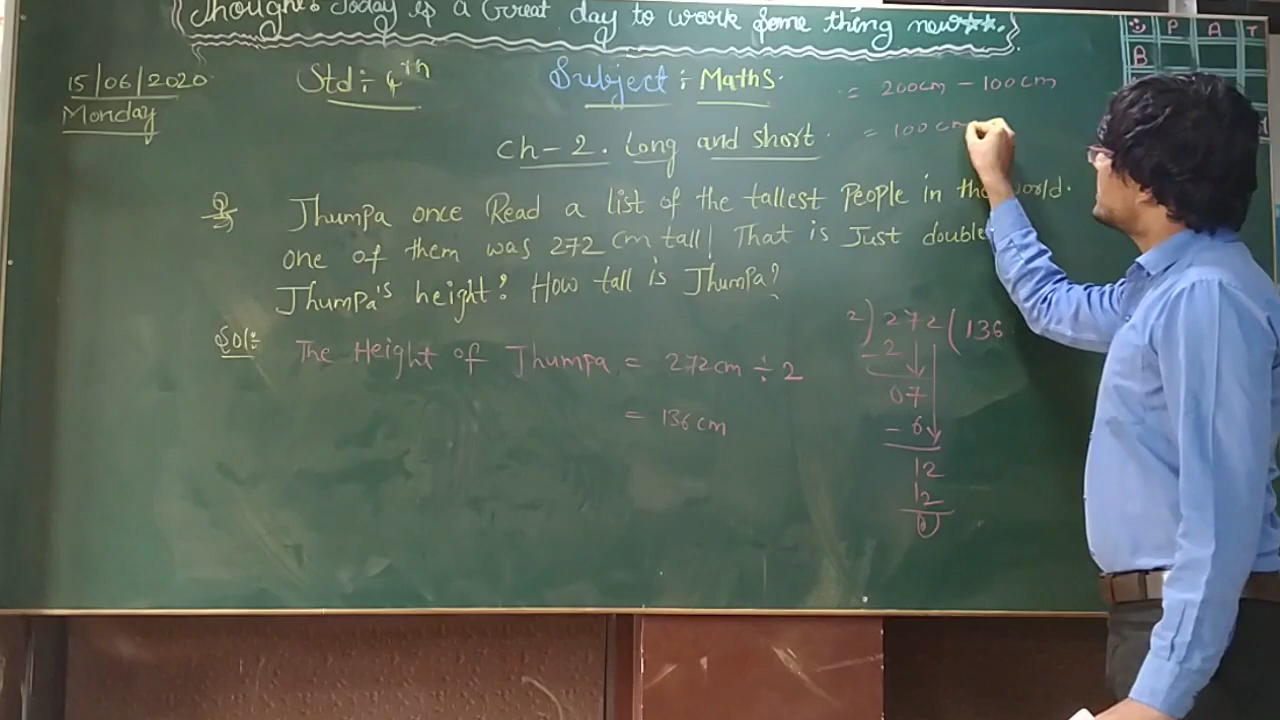 Thought: Today is a Great day to work some thing new**.
P A T
B
15/06/2020
Std: 4th
Subject : Maths.
= 200cm - 100cm
Monday
Ch-2. Long and short.
= 100 cm
Q Jhumpa once Read a list of the tallest People in the world.
one of them was 272 cm tall! That is Just double
Jhumpa's height! How tall is Jhumpa?
Sol:
The Height of Jhumpa = 272cm ÷ 2
= 136 cm
2)272(136
-2
07
-6
12
12
0